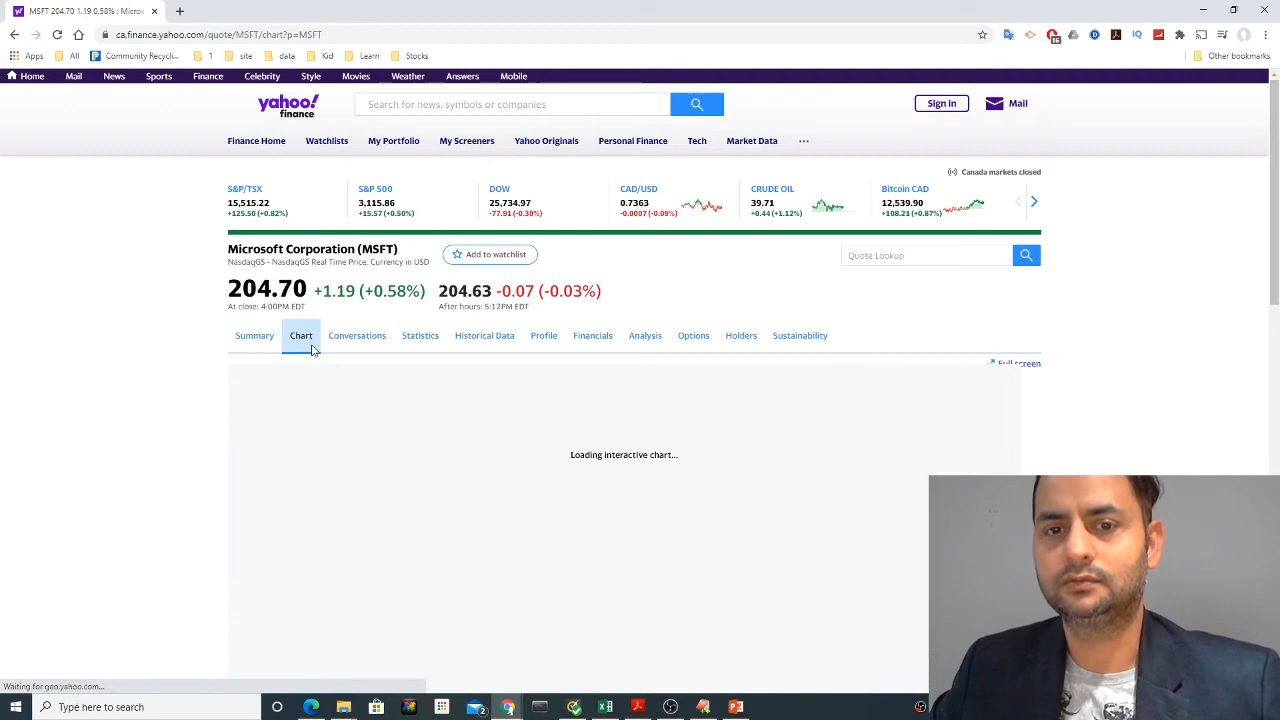 MSFT 204.70 1.19 0.58% : Micros
ca.finance.yahoo.com/quote/MSFT/chart?p=MSFT
16
Apps All Community Recycli... 1 site data Kid Learn Stocks Other bookmarks
Home Mail News Sports Finance Celebrity Style Movies Weather Answers Mobile
yahoo!
finance
Search for news, symbols or companies
Sign in Mail
Finance Home Watchlists My Portfolio My Screeners Yahoo Originals Personal Finance Tech Market Data ...
Canada markets closed
S&P/TSX S&P 500 DOW CAD/USD CRUDE OIL Bitcoin CAD
15,515.22 3,115.86 25,734.97 0.7363 39.71 12,539.90
+125.50 (+0.82%) +15.57 (+0.50%) -77.91 (-0.30%) -0.0007 (-0.09%) +0.44 (+1.12%) +108.21 (+0.87%)
Microsoft Corporation (MSFT) Add to watchlist Quote Lookup
NasdaqGS - NasdaqGS Real Time Price. Currency in USD
204.70 +1.19 (+0.58%) 204.63 -0.07 (-0.03%)
At close: 4:00PM EDT After hours: 5:12PM EDT
Summary Chart Conversations Statistics Historical Data Profile Financials Analysis Options Holders Sustainability
Full screen
Loading interactive chart...
Waiting for geo.yahoo.com...
Type here to search